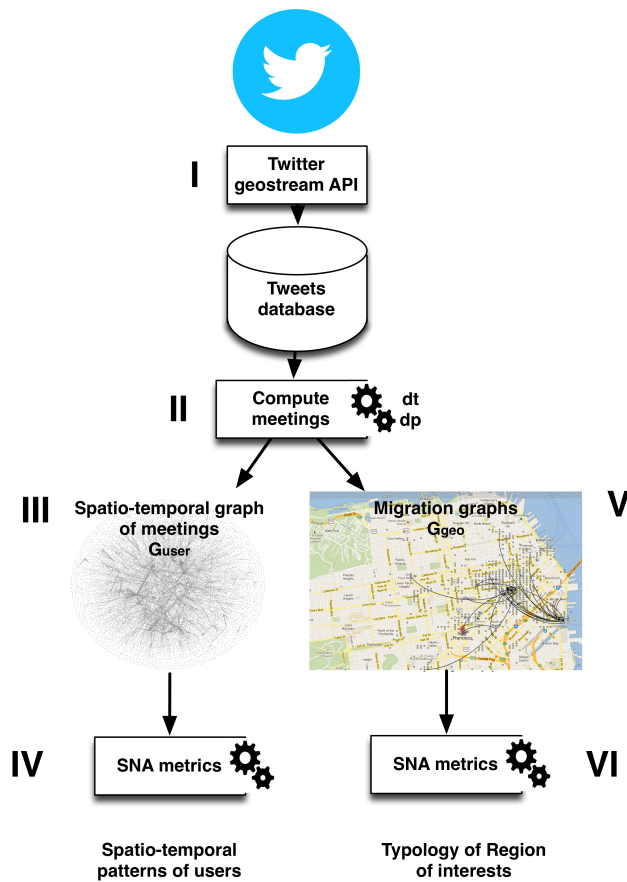 I
Twitter
geostream API
Tweets
database
II
Compute
meetings
dt
dp
III
Spatio-temporal graph
of meetings
Guser
Migration graphs
Ggeo
V
IV
SNA metrics
SNA metrics
VI
Spatio-temporal
patterns of users
Typology of Region
of interests